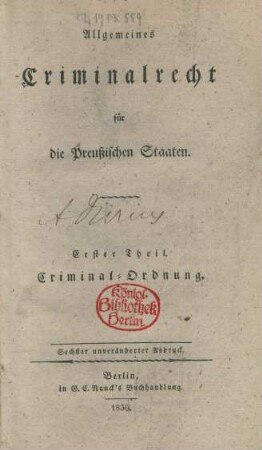 Allgemeines
Criminalrecht
für
die Preußischen Staaten.
Erster Theil.
Criminal-Ordnung.
Königl.
Bibliothek
Berlin.
Sechster unveränderter Abdruck.
Berlin,
in G. C. Nauck's Buchhandlung.